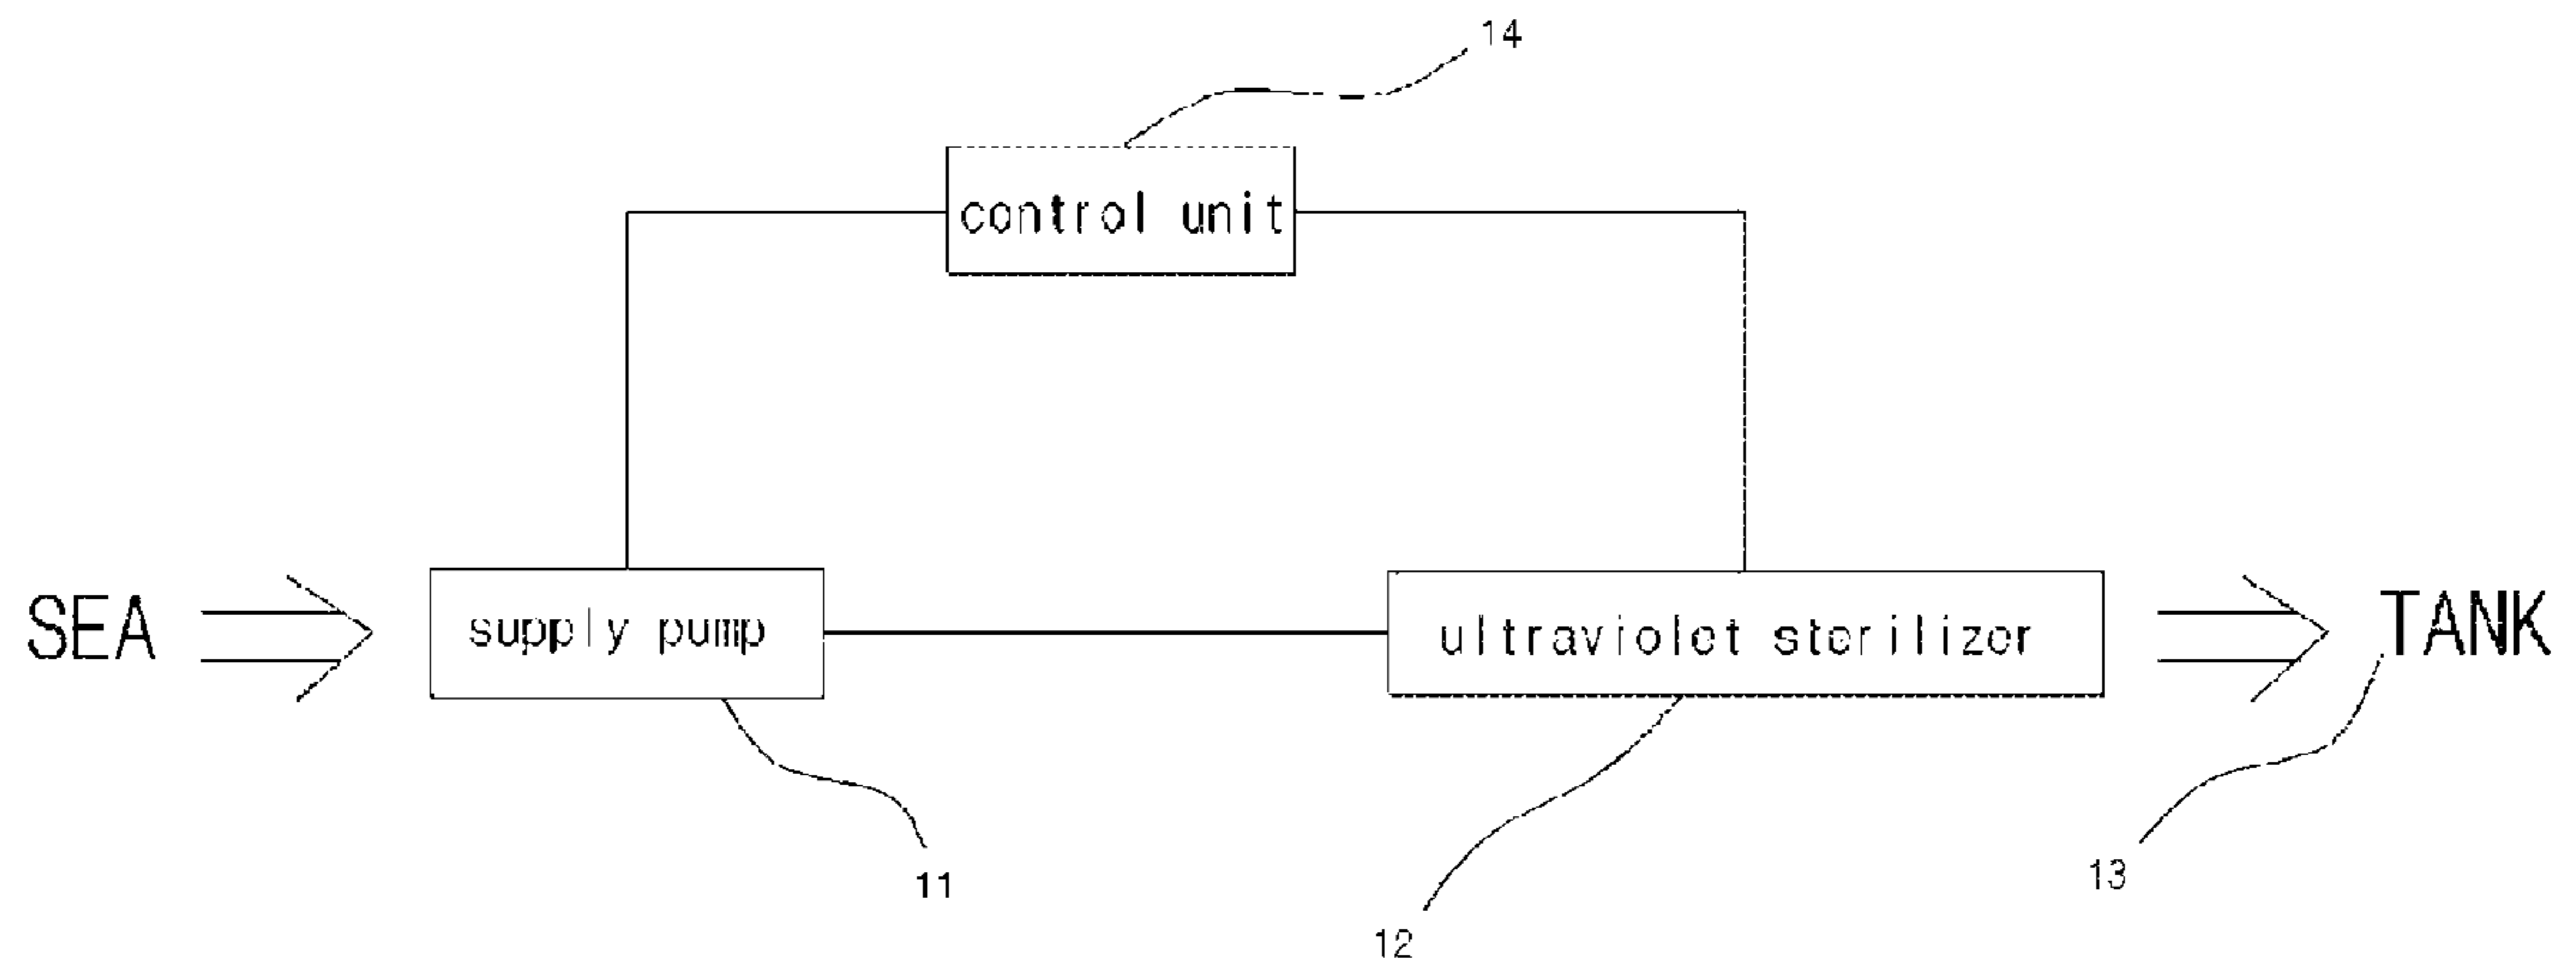 14
control unit
SEA
supply pump
ultraviolet sterilizer
TANK
11
13
12